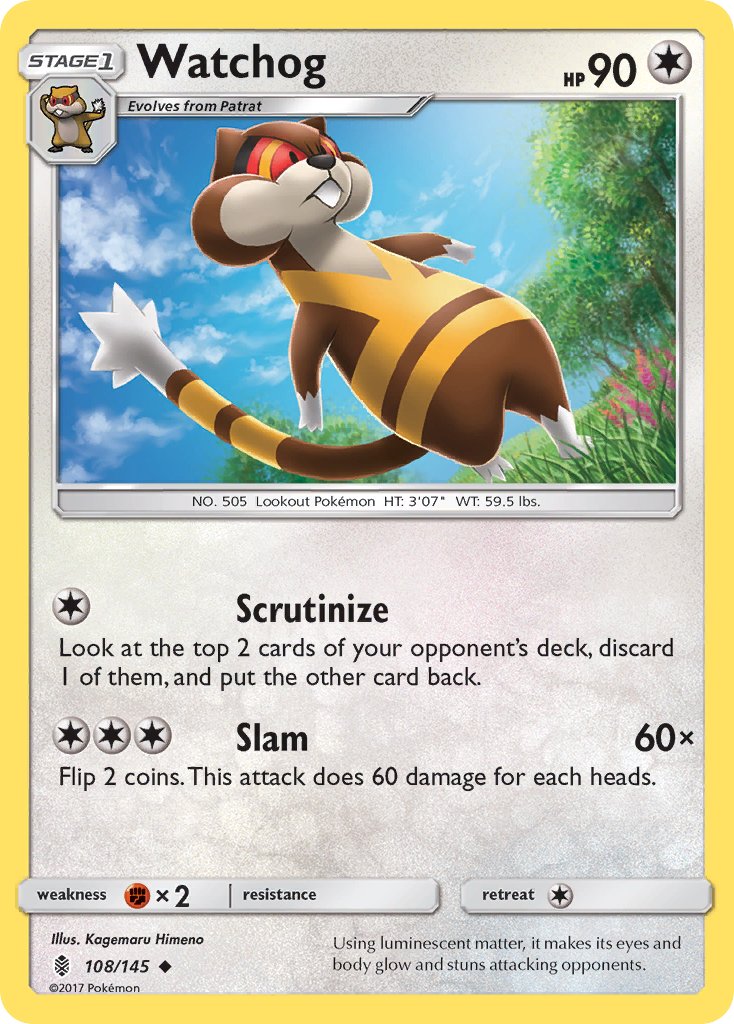 STAGE1
Watchog
HP 90
Evolves from Patrat
NO. 505 Lookout Pokémon HT: 3'07" WT: 59.5 lbs.
Scrutinize
Look at the top 2 cards of your opponent's deck, discard
1 of them, and put the other card back.
Slam 60×
Flip 2 coins. This attack does 60 damage for each heads.
weakness × 2 resistance retreat
Illus. Kagemaru Himeno
108/145
©2017 Pokémon
Using luminescent matter, it makes its eyes and
body glow and stuns attacking opponents.